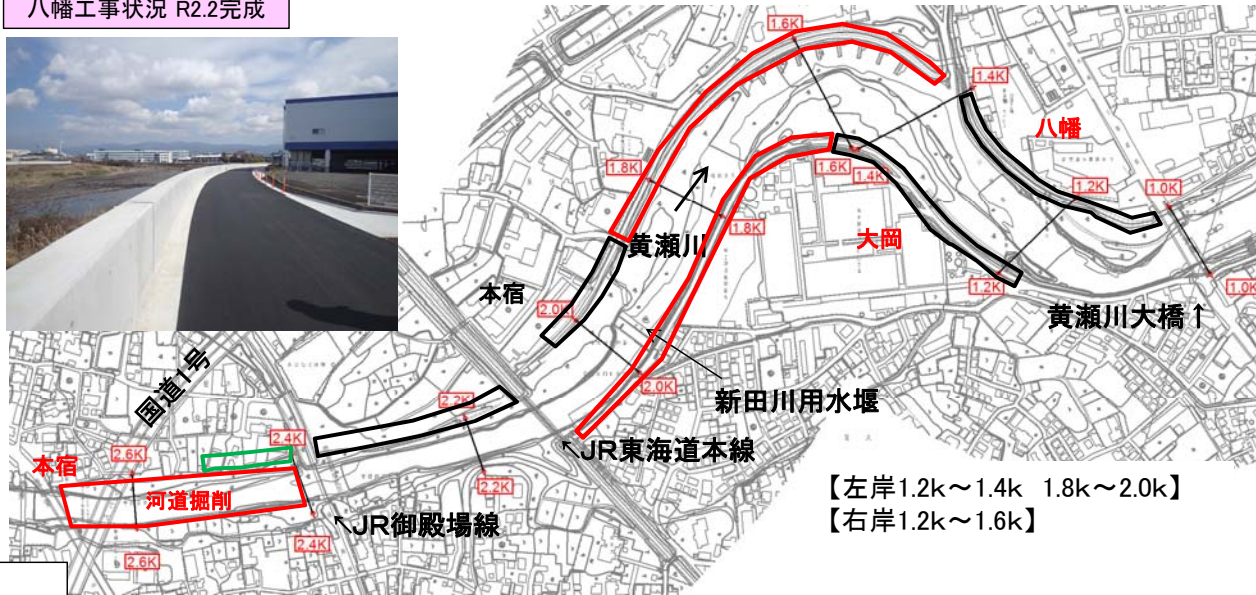 八幡工事状況 R2.2完成
1.6K
1.4K
八幡
1.8K
1.6K
1.4K
1.2K
1.0K
1.8K
大岡
黄瀬川
本宿
1.2K
1.0K
2.0K
黄瀬川大橋↑
国道1号
2.0K
新田川用水堰
2.2K
2.4K
↖JR東海道本線
本宿
2.6K
河道掘削
2.2K
【左岸1.2k~1.4k 1.8k~2.0k】
↖JR御殿場線
【右岸1.2k~1.6k】
2.4K
2.6K